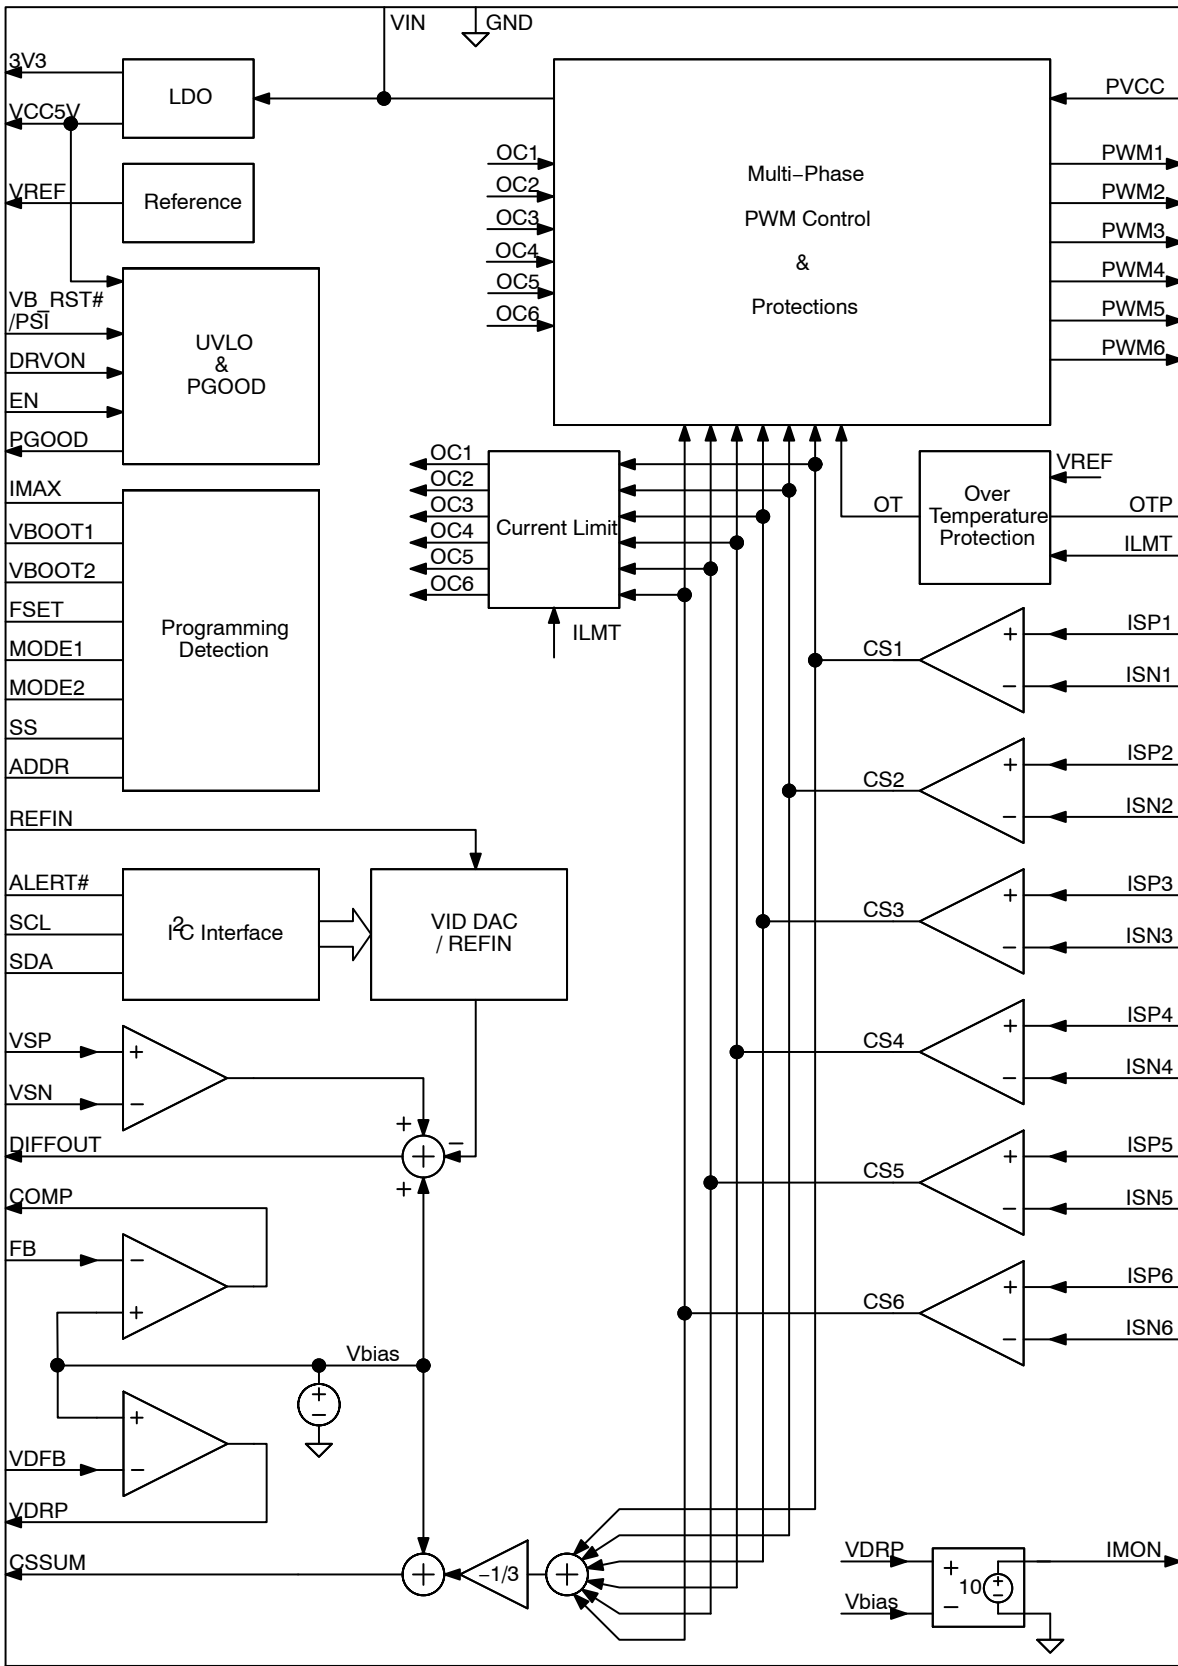 VIN
GND
3V3
LDO
VCC5V
PVCC
VREF
Reference
OC1
OC2
OC3
OC4
OC5
OC6
Multi−Phase
PWM Control
&
Protections
PWM1
PWM2
PWM3
PWM4
PWM5
PWM6
VB_RST#
/PSI
DRVON
EN
PGOOD
UVLO
&
PGOOD
IMAX
VBOOT1
VBOOT2
FSET
MODE1
MODE2
SS
ADDR
Programming
Detection
OC1
OC2
OC3
OC4
OC5
OC6
Current Limit
ILMT
OT
Over
Temperature
Protection
VREF
OTP
ILMT
CS1
+
−
ISP1
ISN1
CS2
+
−
ISP2
ISN2
CS3
+
−
ISP3
ISN3
CS4
+
−
ISP4
ISN4
CS5
+
−
ISP5
ISN5
CS6
+
−
ISP6
ISN6
REFIN
ALERT#
SCL
SDA
I2C Interface
VID DAC
/ REFIN
VSP
+
VSN
−
DIFFOUT
+
−
+
+
COMP
FB
−
+
Vbias
+
−
+
VDFB
−
VDRP
CSSUM
+
−1/3
+
VDRP
Vbias
+
−
10
+
−
IMON